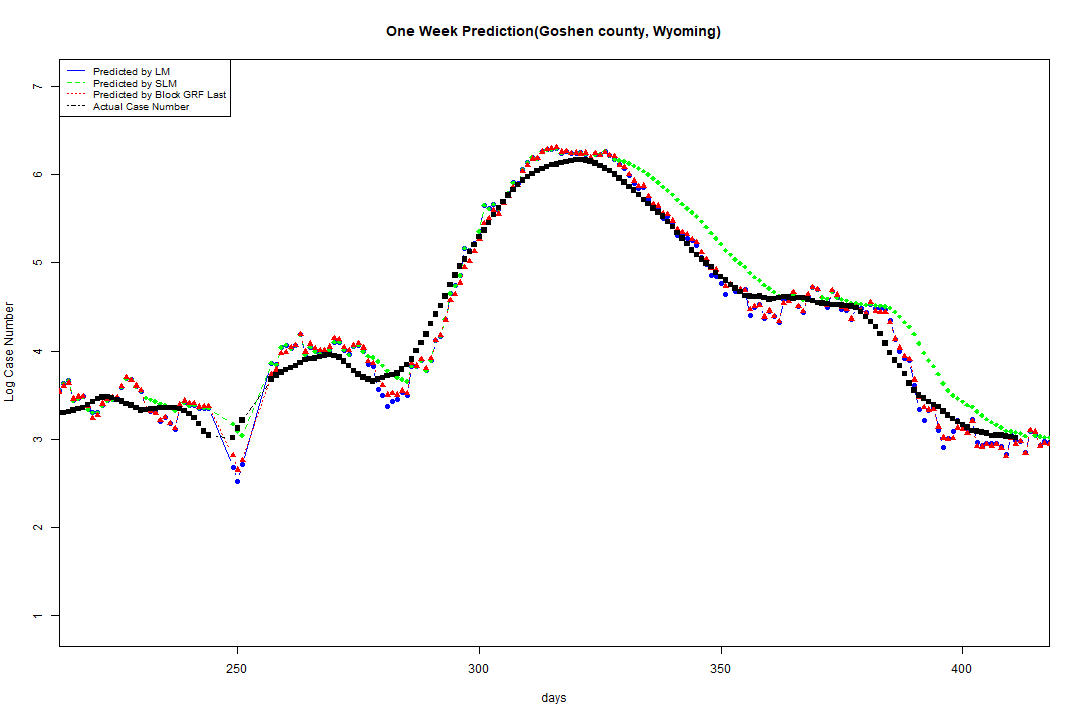 One Week Prediction(Goshen county, Wyoming)
Predicted by LM
Predicted by SLM
Predicted by Block GRF Last
Actual Case Number
7
6
5
4
3
2
1
Log Case Number
250 300 350 400
days